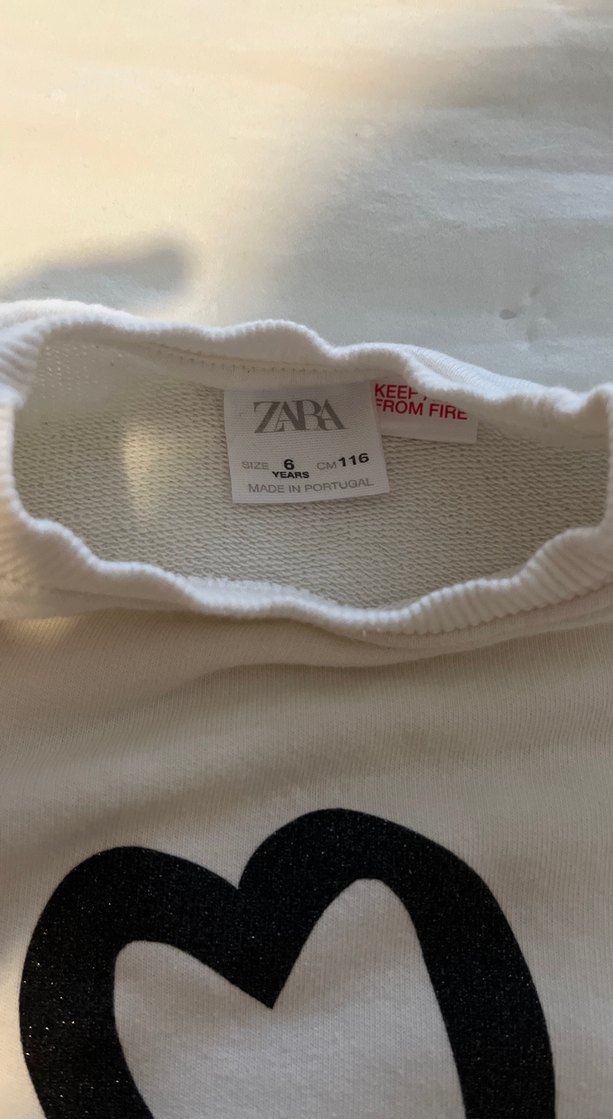 ZARA
SIZE 6 CM 116
YEARS
MADE IN PORTUGAL
KEEP
FROM FIRE